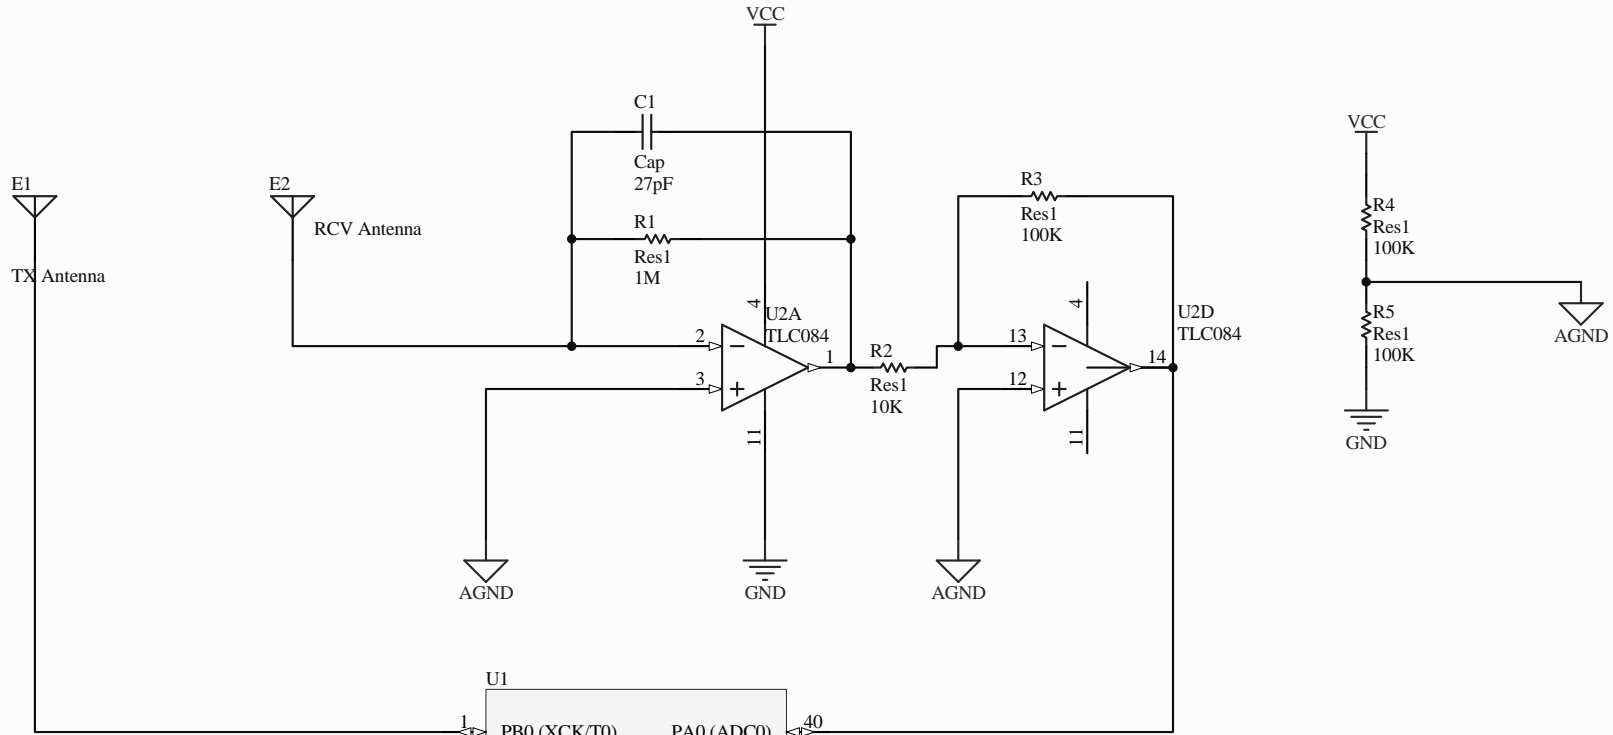 VCC
C1
Cap
27pF
E1
TX Antenna
E2
RCV Antenna
R1
Res1
1M
4
U2A
TLC084
2
3
1
11
AGND
GND
R2
Res1
10K
R3
Res1
100K
4
U2D
TLC084
13
12
14
11
AGND
VCC
R4
Res1
100K
R5
Res1
100K
AGND
GND
U1
1
PB0 (XCK/T0)
PA0 (ADC0)
40